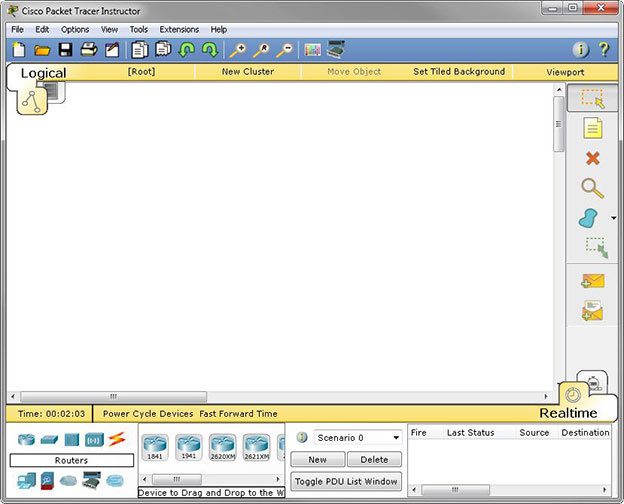 Cisco Packet Tracer Instructor
File Edit Options View Tools Extensions Help
Logical [Root] New Cluster Move Object Set Tiled Background Viewport
Time: 00:02:03 Power Cycle Devices Fast Forward Time Realtime
Scenario 0 Fire Last Status Source Destination
Routers
1841 1941 2620XM 2621XM
New Delete
Toggle PDU List Window
Device to Drag and Drop to the W